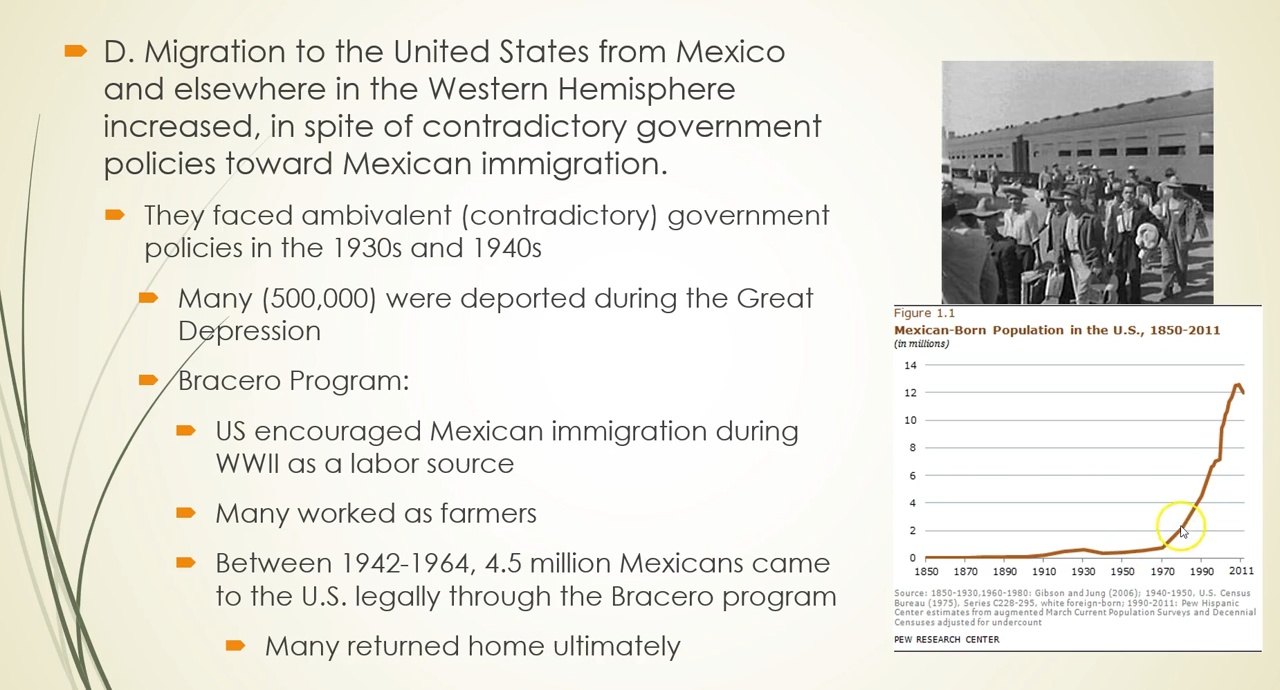 D. Migration to the United States from Mexico
and elsewhere in the Western Hemisphere
increased, in spite of contradictory government
policies toward Mexican immigration.
They faced ambivalent (contradictory) government
policies in the 1930s and 1940s
Many (500,000) were deported during the Great
Depression
Bracero Program:
US encouraged Mexican immigration during
WWII as a labor source
Many worked as farmers
Between 1942-1964, 4.5 million Mexicans came
to the U.S. legally through the Bracero program
Many returned home ultimately
Figure 1.1
Mexican-Born Population in the U.S., 1850-2011
(in millions)
14
12
10
8
6
4
2
0
1850 1870 1890 1910 1930 1950 1970 1990 2011
Source: 1850-1930,1960-1980: Gibson and Jung (2006); 1940-1950, U.S. Census
Bureau (1975), Series C228-295, white foreign-born; 1990-2011: Pew Hispanic
Center estimates from augmented March Current Population Surveys and Decennial
Censuses adjusted for undercount
PEW RESEARCH CENTER